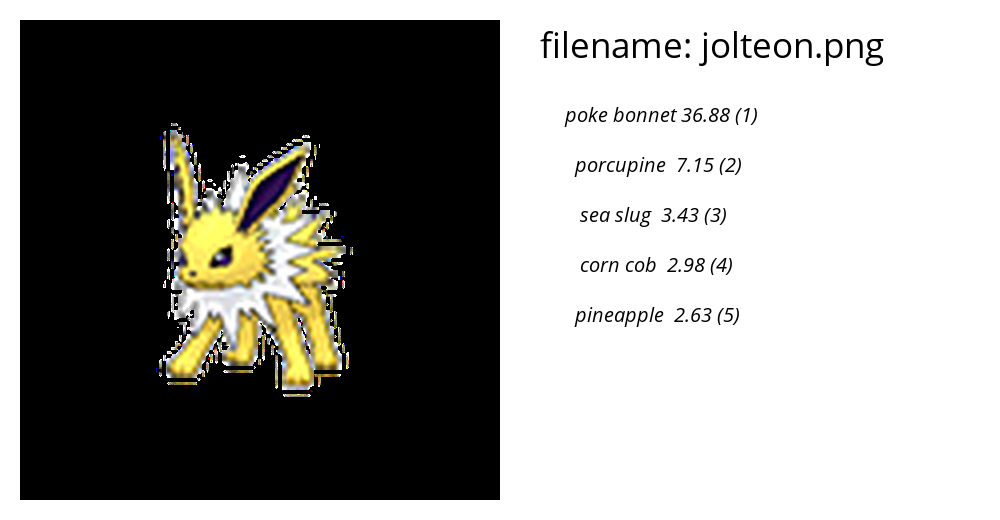 filename: jolteon.png
poke bonnet 36.88 (1)
porcupine 7.15 (2)
sea slug 3.43 (3)
corn cob 2.98 (4)
pineapple 2.63 (5)